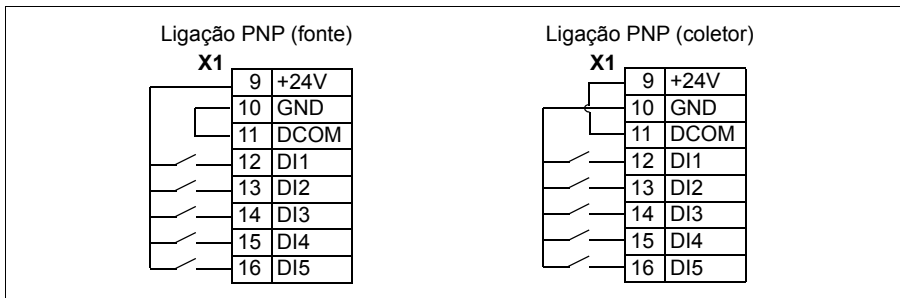 Ligação PNP (fonte)
X1
9 +24V
10 GND
11 DCOM
12 DI1
13 DI2
14 DI3
15 DI4
16 DI5
Ligação PNP (coletor)
X1
9 +24V
10 GND
11 DCOM
12 DI1
13 DI2
14 DI3
15 DI4
16 DI5